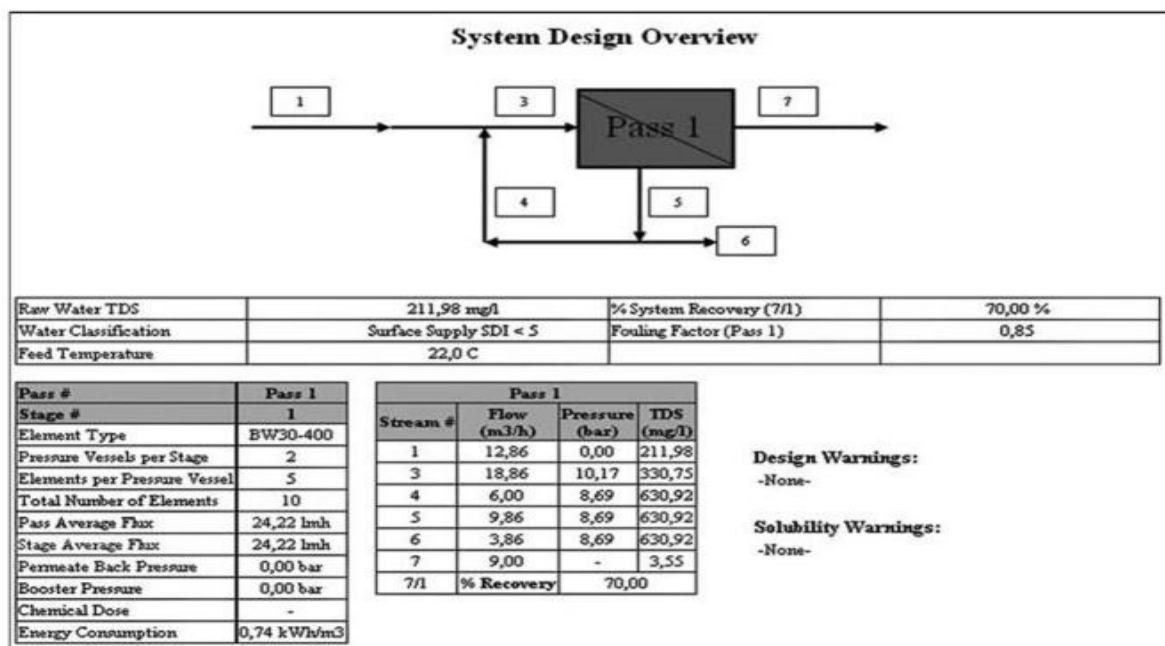 System Design Overview
1
3
7
Pass 1
4
5
6
Raw Water TDS 211,98 mg/l % System Recovery (7/1) 70,00 %
Water Classification Surface Supply SDI < 5 Fouling Factor (Pass 1) 0,85
Feed Temperature 22,0 C
Pass # Pass 1
Stage # 1
Element Type BW30-400
Pressure Vessels per Stage 2
Elements per Pressure Vessel 5
Total Number of Elements 10
Pass Average Flux 24,22 lmh
Stage Average Flux 24,22 lmh
Permeate Back Pressure 0,00 bar
Booster Pressure 0,00 bar
Chemical Dose -
Energy Consumption 0,74 kWh/m3
Pass 1
Stream # Flow (m3/h) Pressure (bar) TDS (mg/l)
1 12,86 0,00 211,98
3 18,86 10,17 330,75
4 6,00 8,69 630,92
5 9,86 8,69 630,92
6 3,86 8,69 630,92
7 9,00 - 3,55
7/1 % Recovery 70,00
Design Warnings:
-None-
Solubility Warnings:
-None-